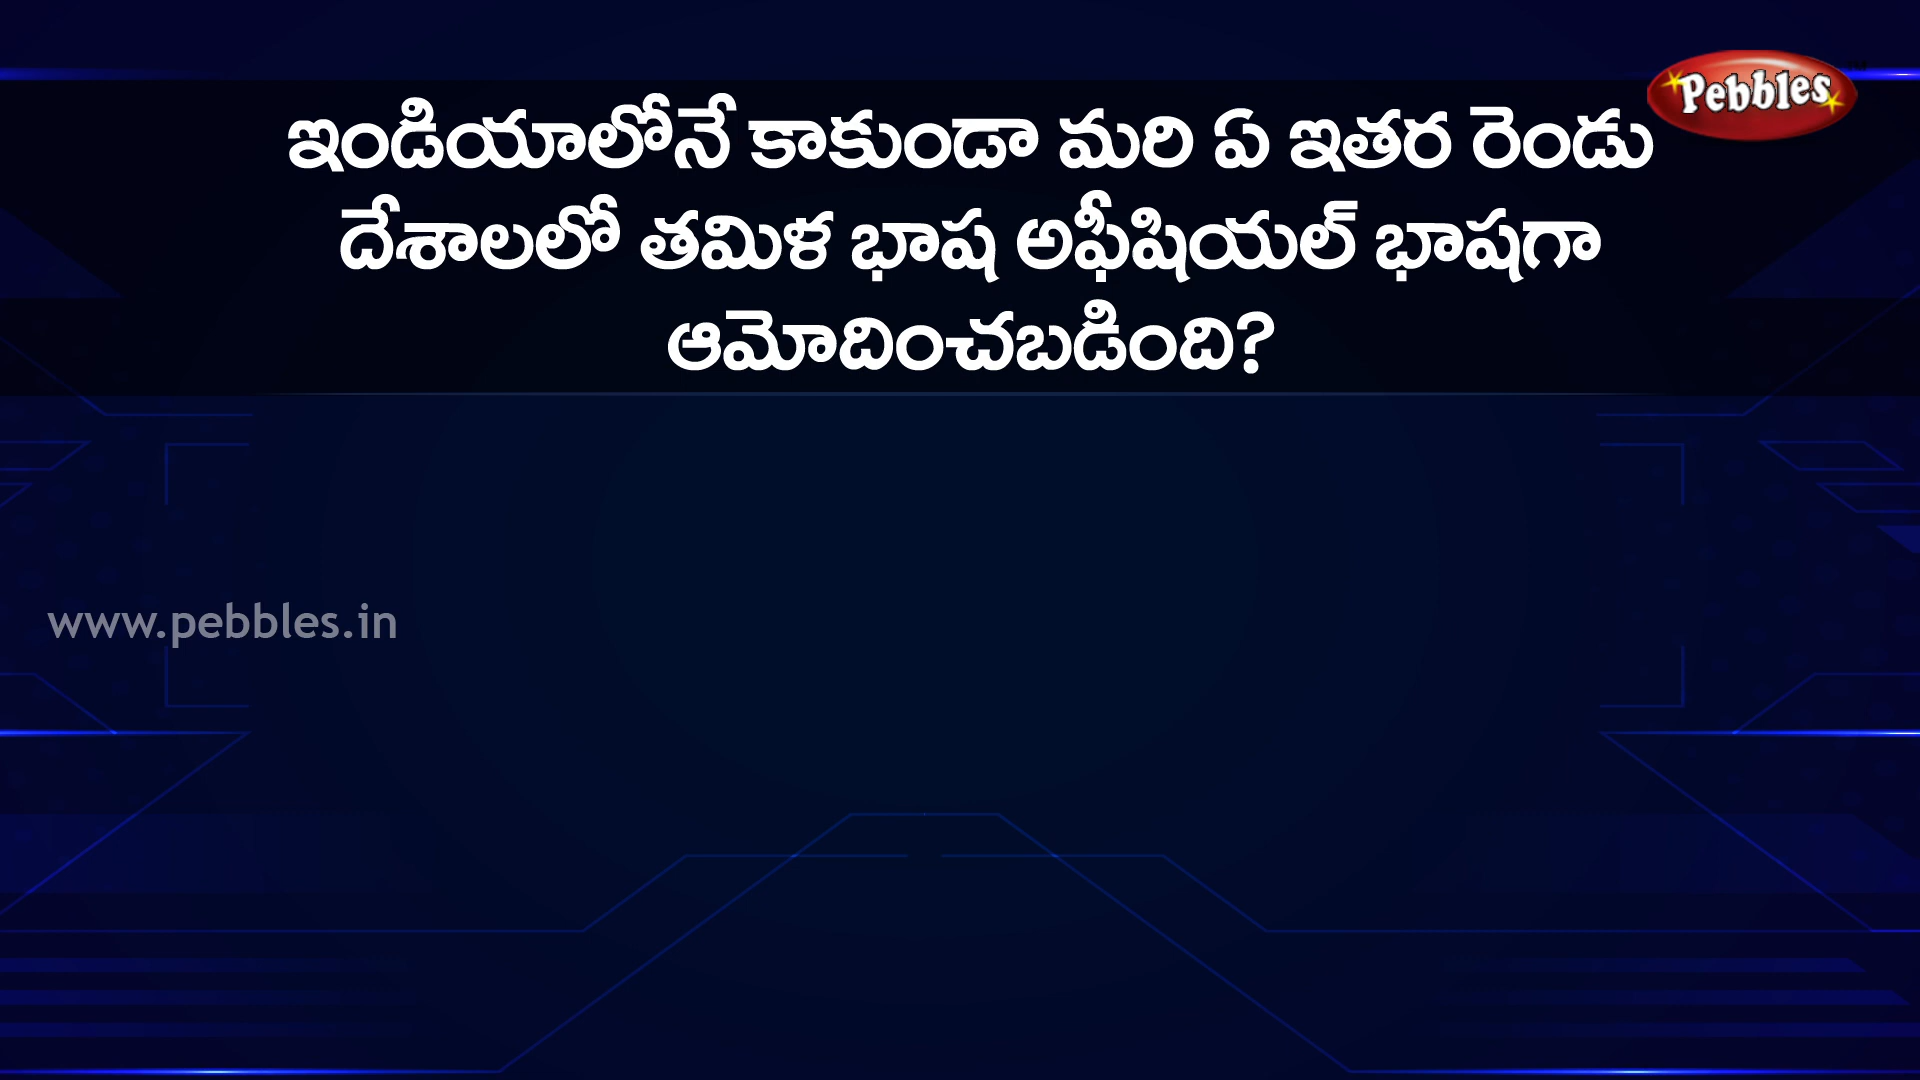 Pebbles
ఇండియాలోనే కాకుండా మరి ఏ ఇతర రెండు
దేశాలలో తమిళ భాష అఫీషియల్ భాషగా
ఆమోదించబడింది?
www.pebbles.in